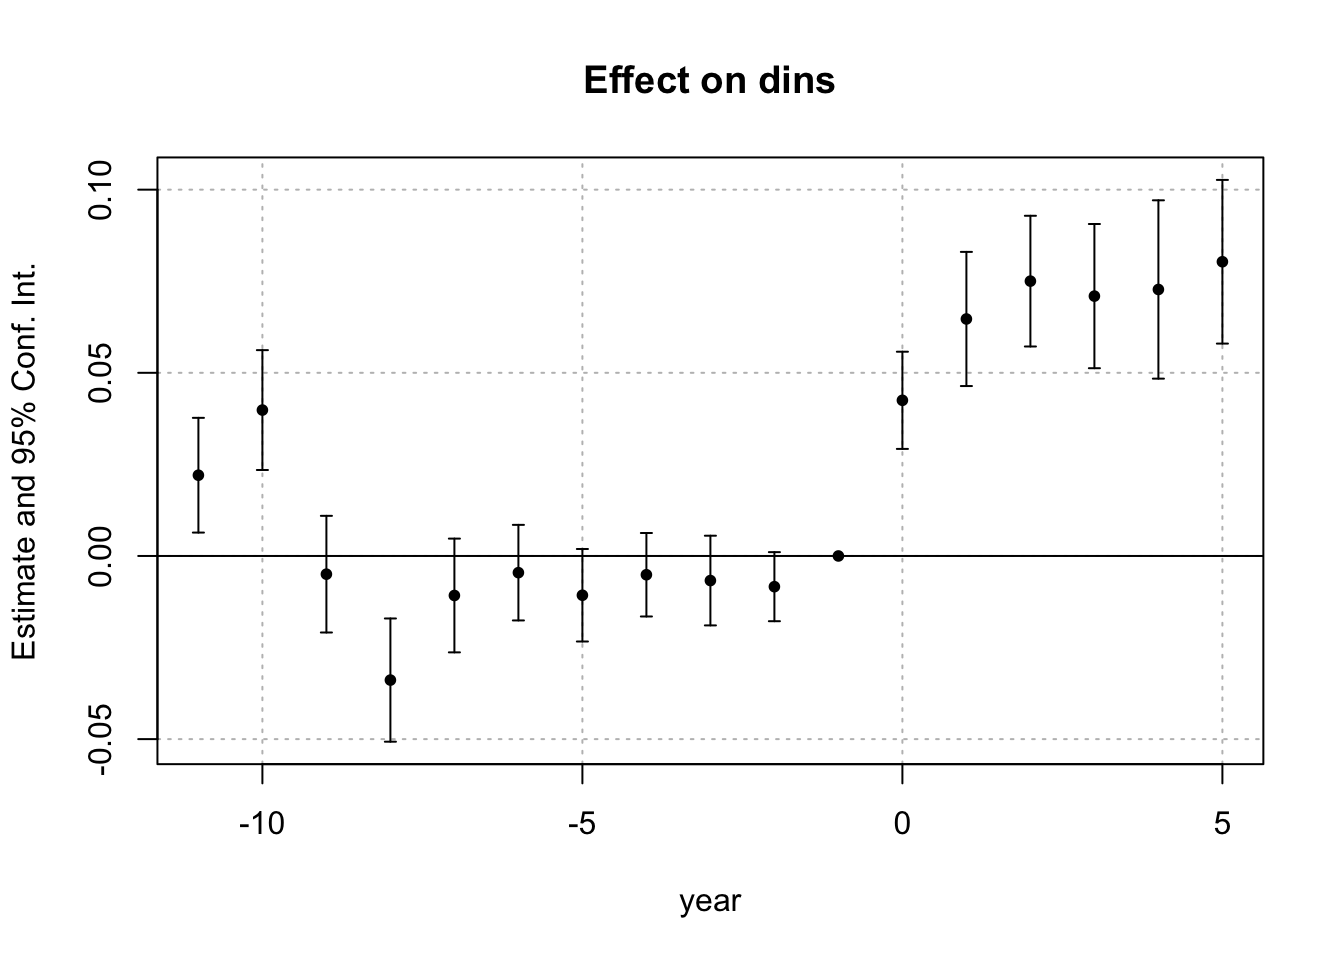 Effect on dins
Estimate and 95% Conf. Int.
0.10
0.05
0.00
-0.05
-10 -5 0 5
year